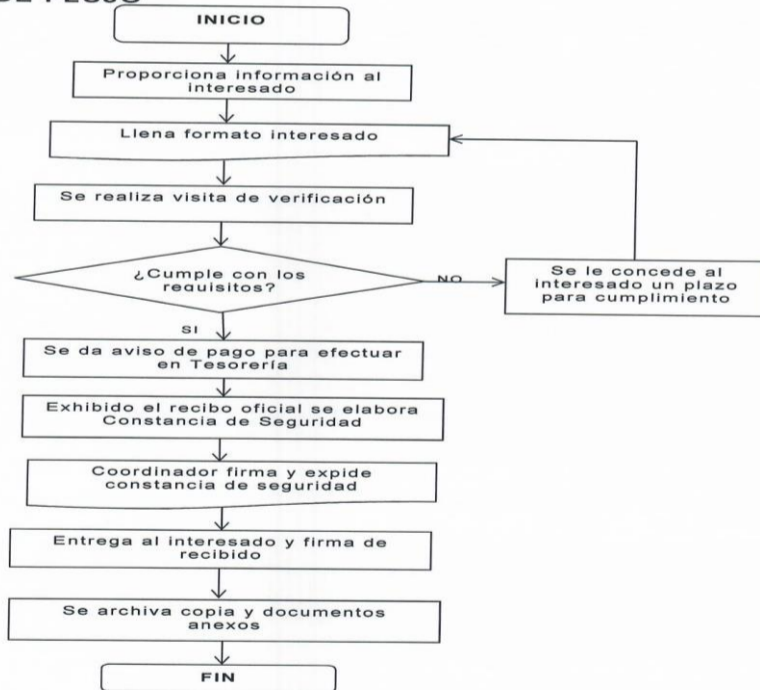 INICIO
Proporciona información al
interesado
Llena formato interesado
Se realiza visita de verificación
¿Cumple con los
requisitos?
NO
Se le concede al
interesado un plazo
para cumplimiento
SI
Se da aviso de pago para efectuar
en Tesorería
Exhibido el recibo oficial se elabora
Constancia de Seguridad
Coordinador firma y expide
constancia de seguridad
Entrega al interesado y firma de
recibido
Se archiva copia y documentos
anexos
FIN